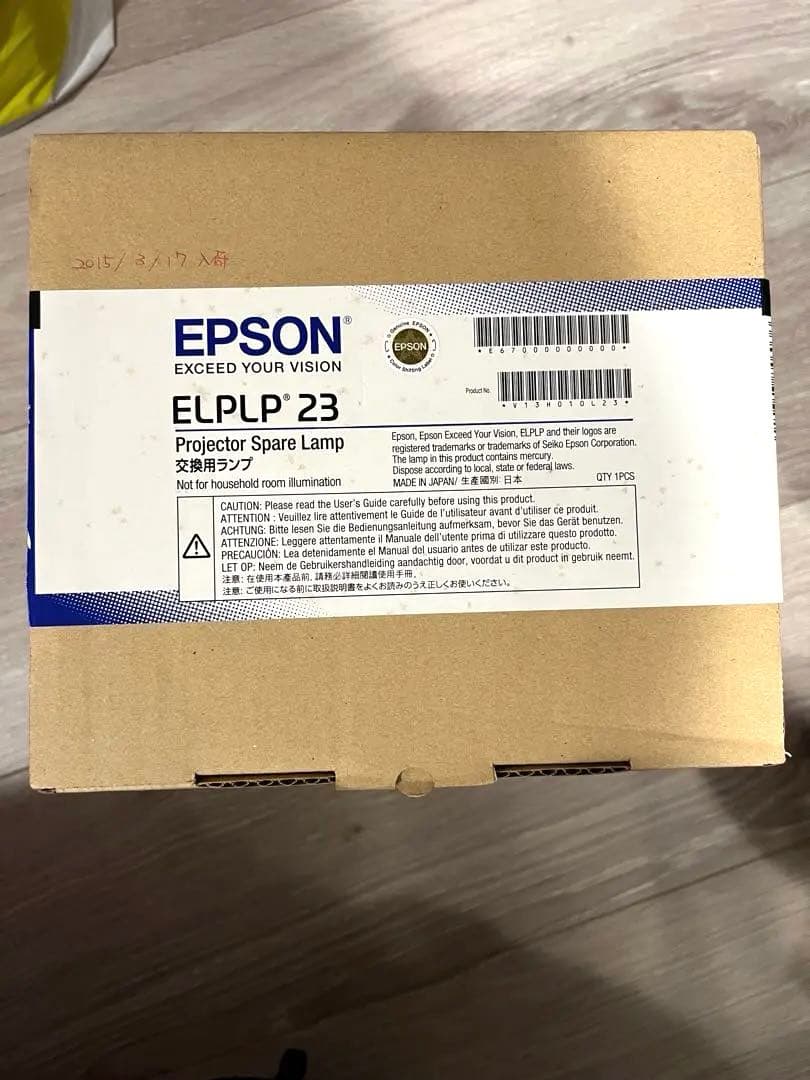 2015/3/17 入荷
EPSON®
EXCEED YOUR VISION
Genuine EPSON
EPSON
Color Shifting Label
*E67000000000*
Product No.
*V13H010L23*
ELPLP® 23
Projector Spare Lamp
交換用ランプ
Not for household room illumination
Epson, Epson Exceed Your Vision, ELPLP and their logos are
registered trademarks or trademarks of Seiko Epson Corporation.
The lamp in this product contains mercury.
Dispose according to local, state or federal laws.
MADE IN JAPAN/ 生產國別: 日本
QTY 1PCS
CAUTION: Please read the User's Guide carefully before using this product.
ATTENTION : Veuillez lire attentivement le Guide de l'utilisateur avant d'utiliser ce produit.
ACHTUNG: Bitte lesen Sie die Bedienungsanleitung aufmerksam, bevor Sie das Gerät benutzen.
ATTENZIONE: Leggere attentamente il Manuale dell'utente prima di utilizzare questo prodotto.
PRECAUCIÓN: Lea detenidamente el Manual del usuario antes de utilizar este producto.
LET OP: Neem de Gebruikershandleiding aandachtig door, voordat u dit product in gebruik neemt.
注意: 在使用本產品前, 請務必詳細閱讀使用手冊.
注意: ご使用になる前に取扱説明書をよくお読みのうえ正しくお使いください。